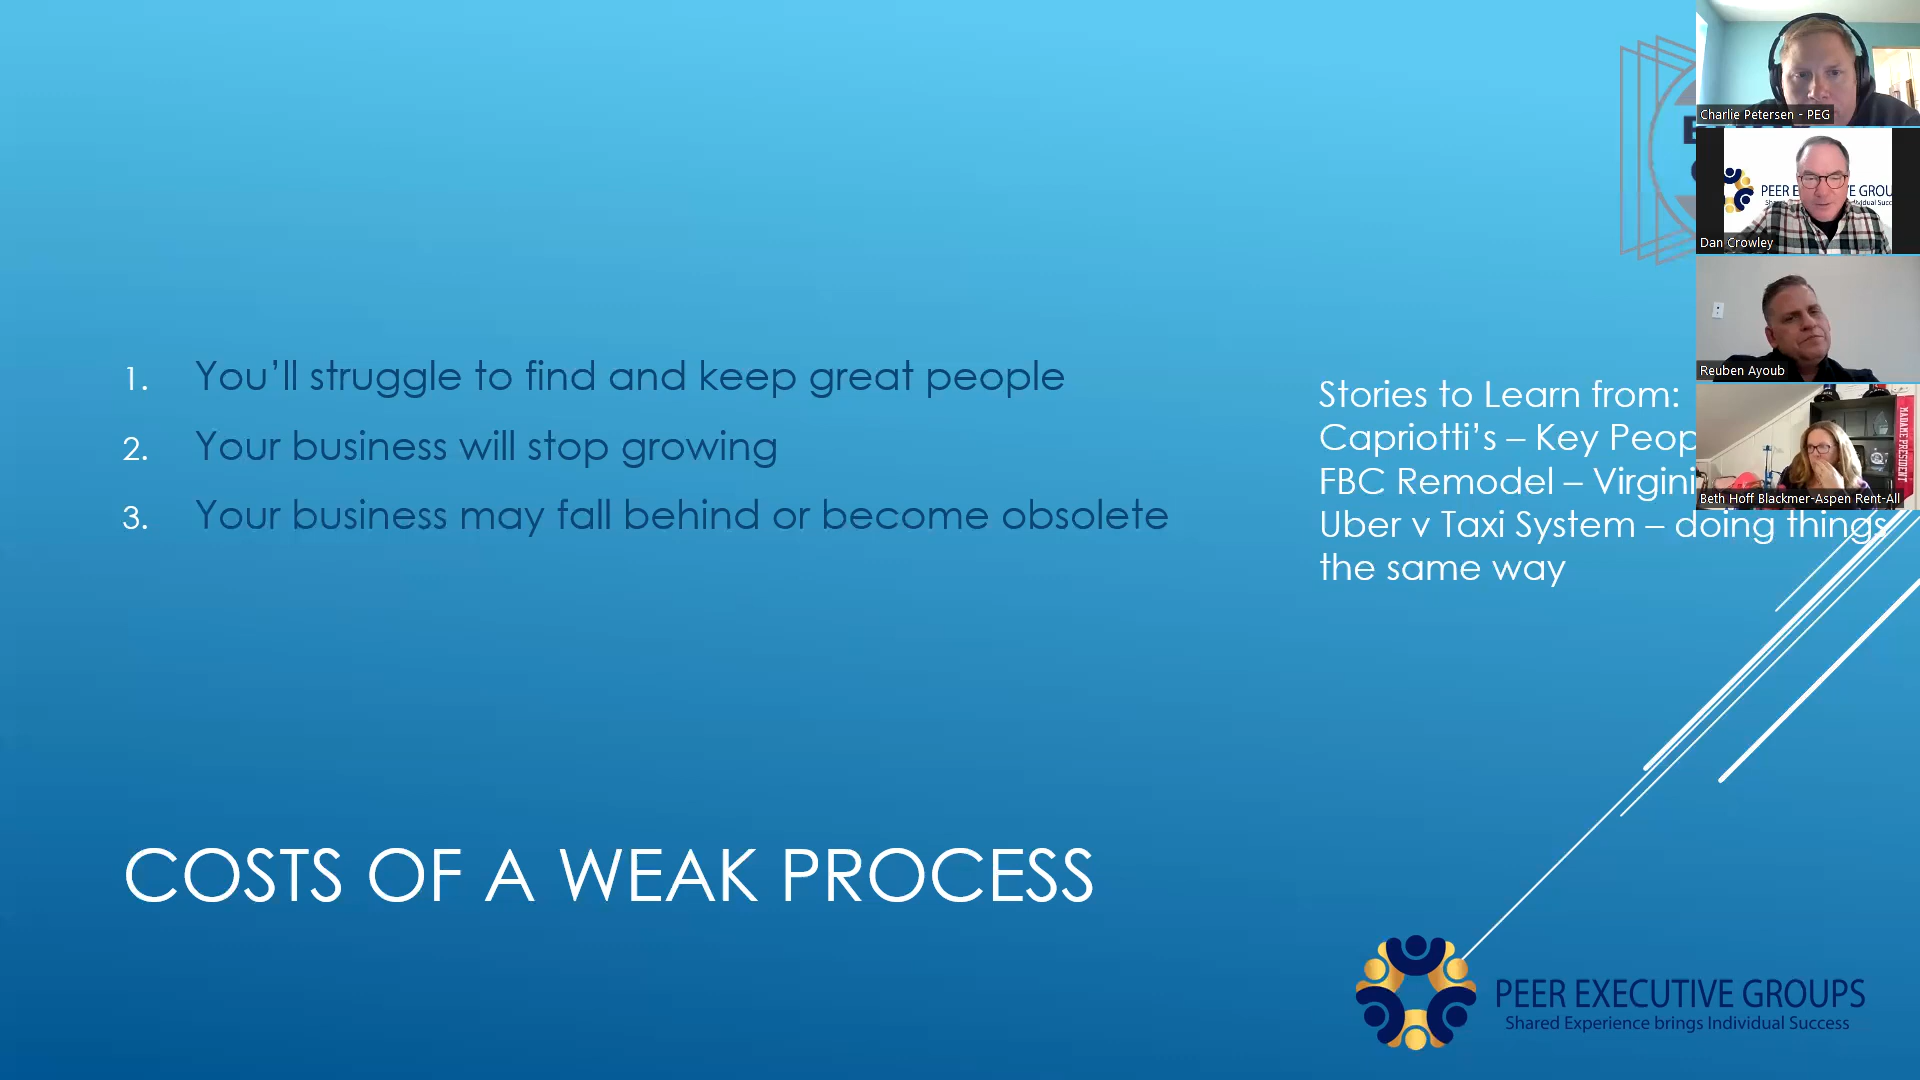 1. You’ll struggle to find and keep great people
2. Your business will stop growing
3. Your business may fall behind or become obsolete
Stories to Learn from:
Capriotti’s – Key
FBC Remodel –
Uber v Taxi System – doing things
the same way
COSTS OF A WEAK PROCESS
PEER EXECUTIVE GROUPS
Shared Experience brings Individual Success
Charlie Petersen - PEG
PEER
Dan Crowley
Reuben Ayoub
MADAME PRESIDENT
Beth Hoff Blackmer-Aspen Rent-All